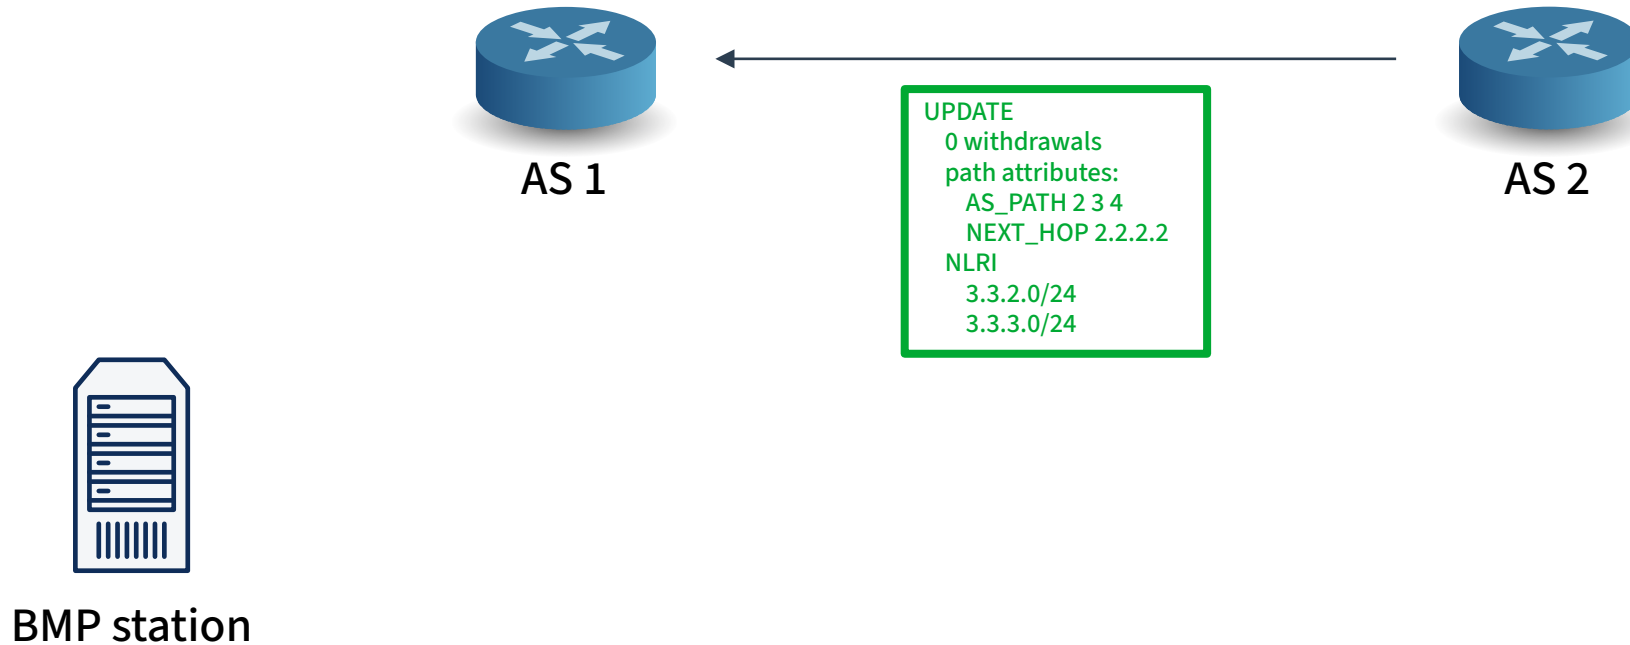 AS 1
AS 2
UPDATE
0 withdrawals
path attributes:
AS_PATH 2 3 4
NEXT_HOP 2.2.2.2
NLRI
3.3.2.0/24
3.3.3.0/24
BMP station